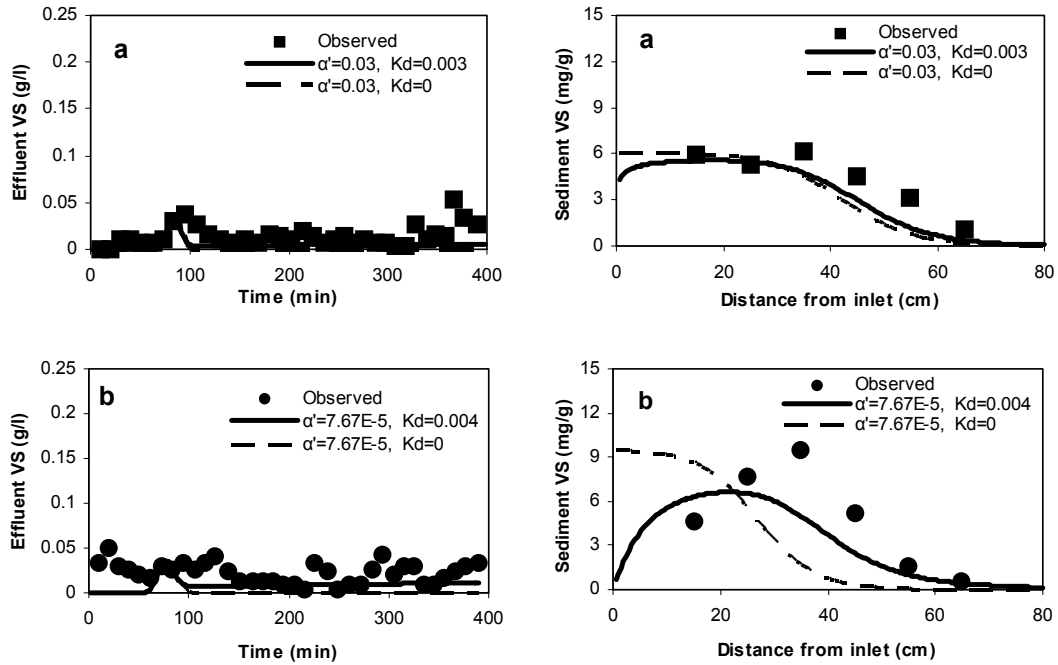 0.25
0.2
0.15
0.1
0.05
0
0 100 200 300 400
Effluent VS (g/l)
Time (min)
a
Observed
α'=0.03, Kd=0.003
α'=0.03, Kd=0
15
12
9
6
3
0
0 20 40 60 80
Sediment VS (mg/g)
Distance from inlet (cm)
a
Observed
α'=0.03, Kd=0.003
α'=0.03, Kd=0
0.25
0.2
0.15
0.1
0.05
0
0 100 200 300 400
Effluent VS (g/l)
Time (min)
b
Observed
α'=7.67E-5, Kd=0.004
α'=7.67E-5, Kd=0
15
12
9
6
3
0
0 20 40 60 80
Sediment VS (mg/g)
Distance from inlet (cm)
b
Observed
α'=7.67E-5, Kd=0.004
α'=7.67E-5, Kd=0